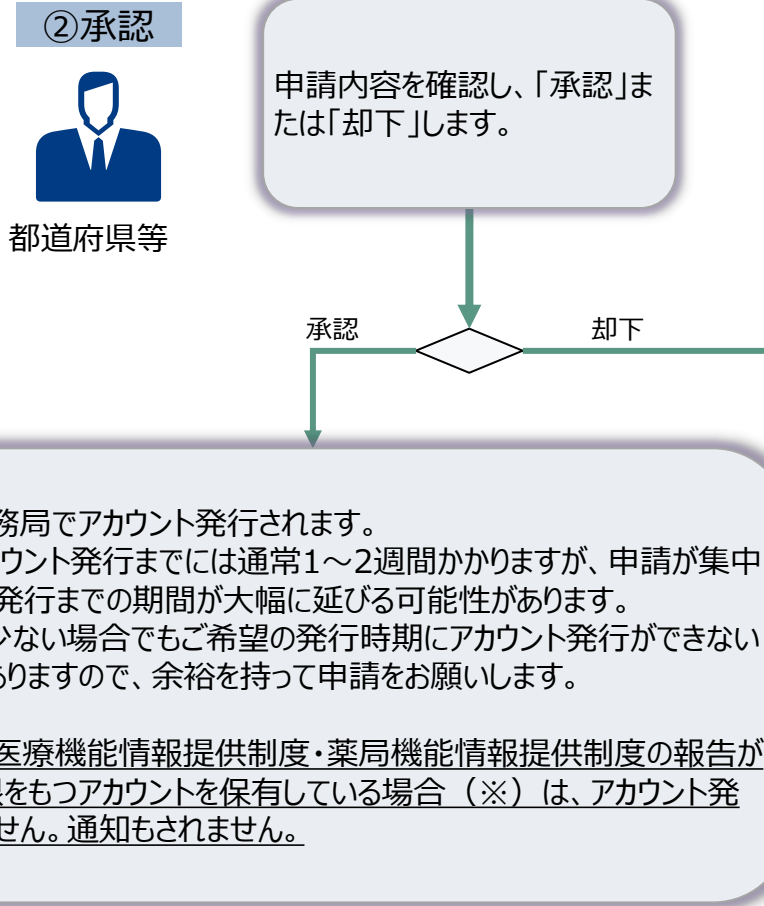 ②承認
申請内容を確認し、「承認」ま
たは「却下」します。
都道府県等
承認
却下
務局でアカウント発行されます。
ウント発行までには通常1～2週間かかりますが、申請が集中
発行までの期間が大幅に延びる可能性があります。
少ない場合でもご希望の発行時期にアカウント発行ができない
ありますので、余裕を持って申請をお願いします。
医療機能情報提供制度・薬局機能情報提供制度の報告が
限をもつアカウントを保有している場合（※）は、アカウント発
せん。通知もされません。